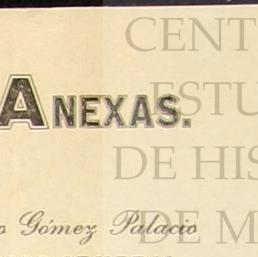 CENT
ANEXAS.
ESTU
DE HIS
o Gómez Palacio
DE M